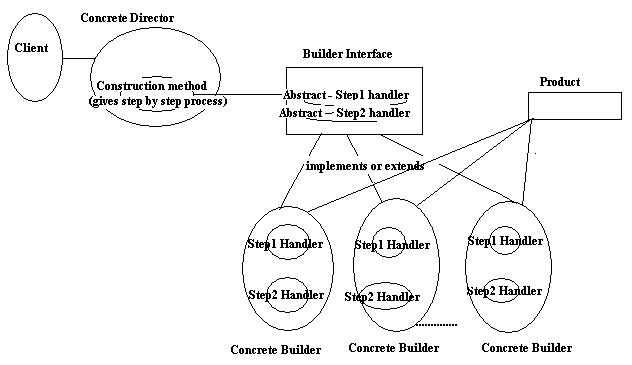 Concrete Director
Client
Construction method
(gives step by step process)
Builder Interface
Abstract - Step1 handler
Abstract - Step2 handler
Product
implements or extends
Step1 Handler
Step2 Handler
Concrete Builder
Step1 Handler
Step2 Handler
Concrete Builder
Step1 Handler
Step2 Handler
Concrete Builder